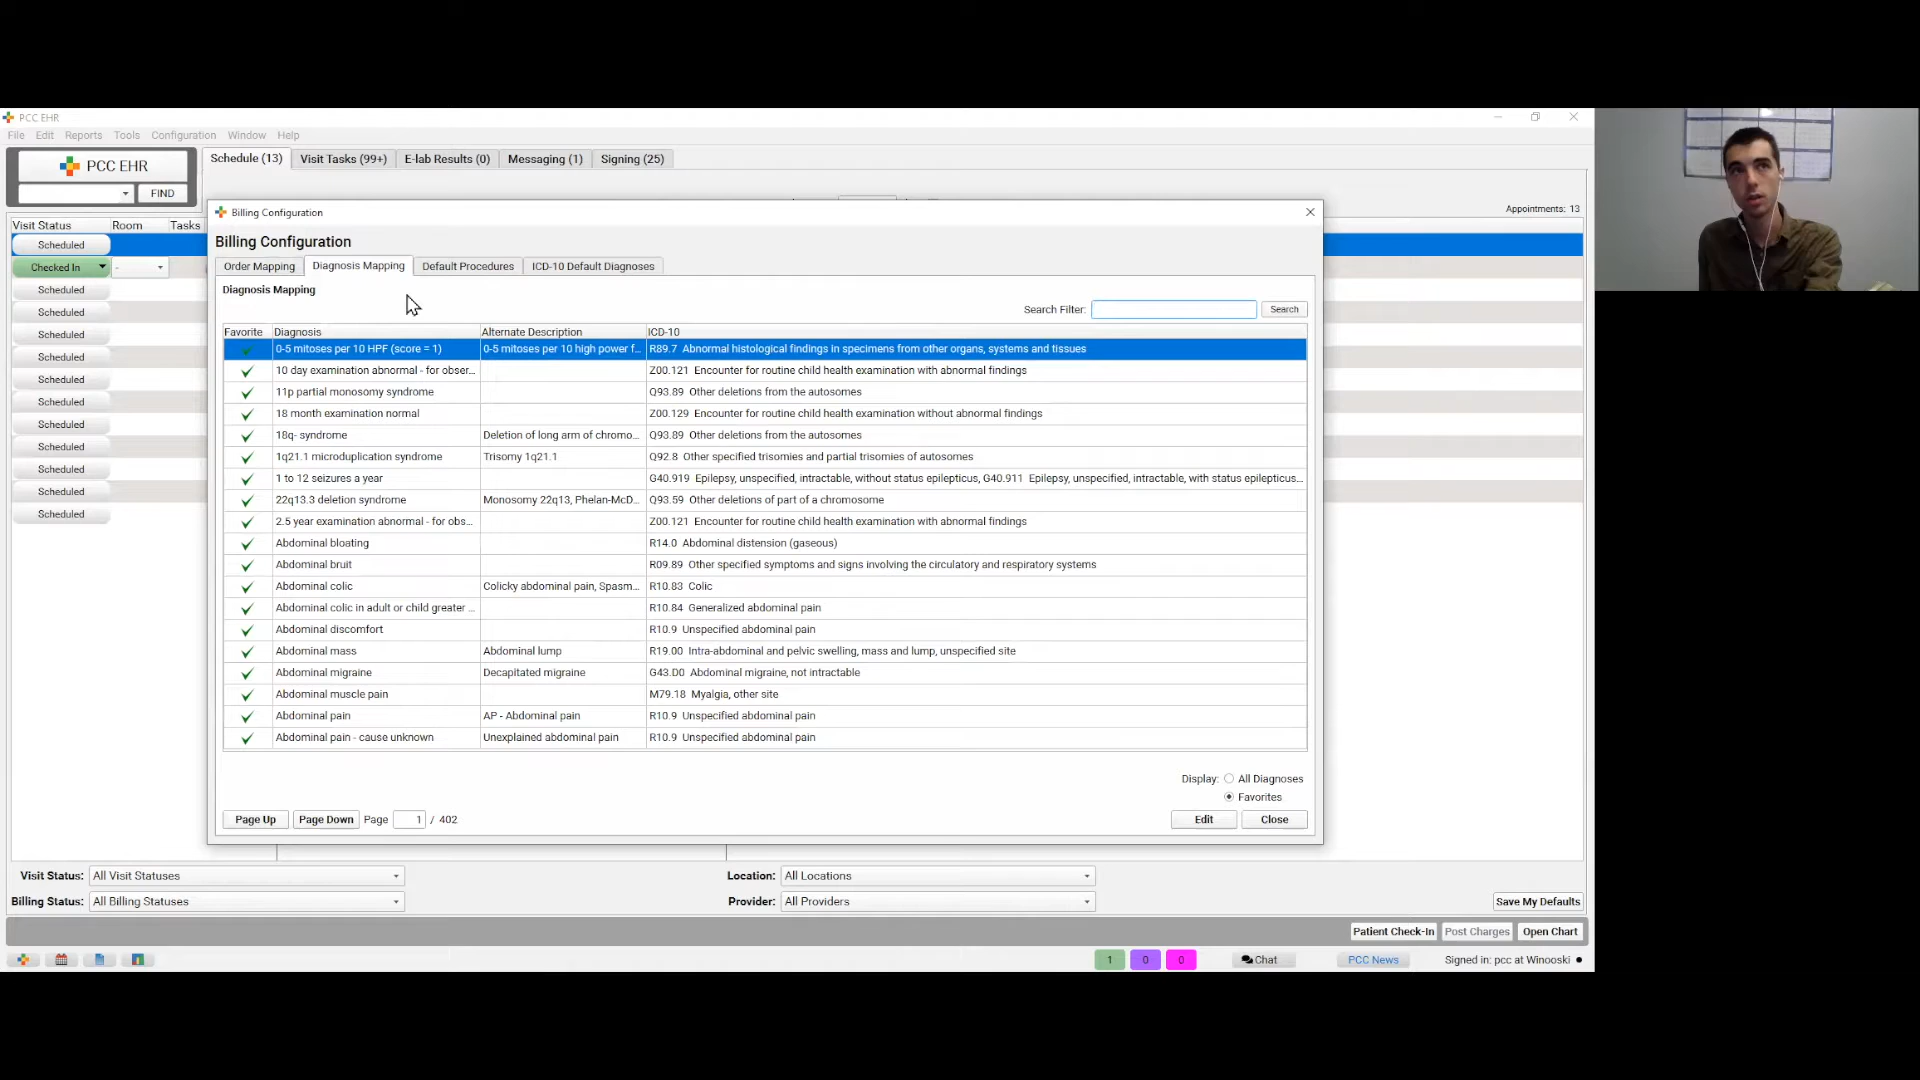 PCC EHR
File Edit Reports Tools Configuration Window Help
PCC EHR
FIND
Schedule (13) Visit Tasks (99+) E-lab Results (0) Messaging (1) Signing (25)
Appointments: 13
Visit Status Room Tasks
Scheduled
Checked In -
Scheduled
Scheduled
Scheduled
Scheduled
Scheduled
Scheduled
Scheduled
Scheduled
Scheduled
Scheduled
Scheduled
Billing Configuration
Billing Configuration
Order Mapping Diagnosis Mapping Default Procedures ICD-10 Default Diagnoses
Diagnosis Mapping
Search Filter: Search
Favorite Diagnosis Alternate Description ICD-10
0-5 mitoses per 10 HPF (score = 1) 0-5 mitoses per 10 high power f... R89.7 Abnormal histological findings in specimens from other organs, systems and tissues
10 day examination abnormal - for obser... Z00.121 Encounter for routine child health examination with abnormal findings
11p partial monosomy syndrome Q93.89 Other deletions from the autosomes
18 month examination normal Z00.129 Encounter for routine child health examination without abnormal findings
18q- syndrome Deletion of long arm of chromo... Q93.89 Other deletions from the autosomes
1q21.1 microduplication syndrome Trisomy 1q21.1 Q92.8 Other specified trisomies and partial trisomies of autosomes
1 to 12 seizures a year G40.919 Epilepsy, unspecified, intractable, without status epilepticus, G40.911 Epilepsy, unspecified, intractable, with status epilepticus...
22q13.3 deletion syndrome Monosomy 22q13, Phelan-McD... Q93.59 Other deletions of part of a chromosome
2.5 year examination abnormal - for obs... Z00.121 Encounter for routine child health examination with abnormal findings
Abdominal bloating R14.0 Abdominal distension (gaseous)
Abdominal bruit R09.89 Other specified symptoms and signs involving the circulatory and respiratory systems
Abdominal colic Colicky abdominal pain, Spasm... R10.83 Colic
Abdominal colic in adult or child greater ... R10.84 Generalized abdominal pain
Abdominal discomfort R10.9 Unspecified abdominal pain
Abdominal mass Abdominal lump R19.00 Intra-abdominal and pelvic swelling, mass and lump, unspecified site
Abdominal migraine Decapitated migraine G43.D0 Abdominal migraine, not intractable
Abdominal muscle pain M79.18 Myalgia, other site
Abdominal pain AP - Abdominal pain R10.9 Unspecified abdominal pain
Abdominal pain - cause unknown Unexplained abdominal pain R10.9 Unspecified abdominal pain
Display: All Diagnoses
Favorites
Page Up Page Down Page 1 / 402 Edit Close
Visit Status: All Visit Statuses Location: All Locations
Billing Status: All Billing Statuses Provider: All Providers Save My Defaults
Patient Check-In Post Charges Open Chart
1 0 0 Chat PCC News Signed in: pcc at Winooski